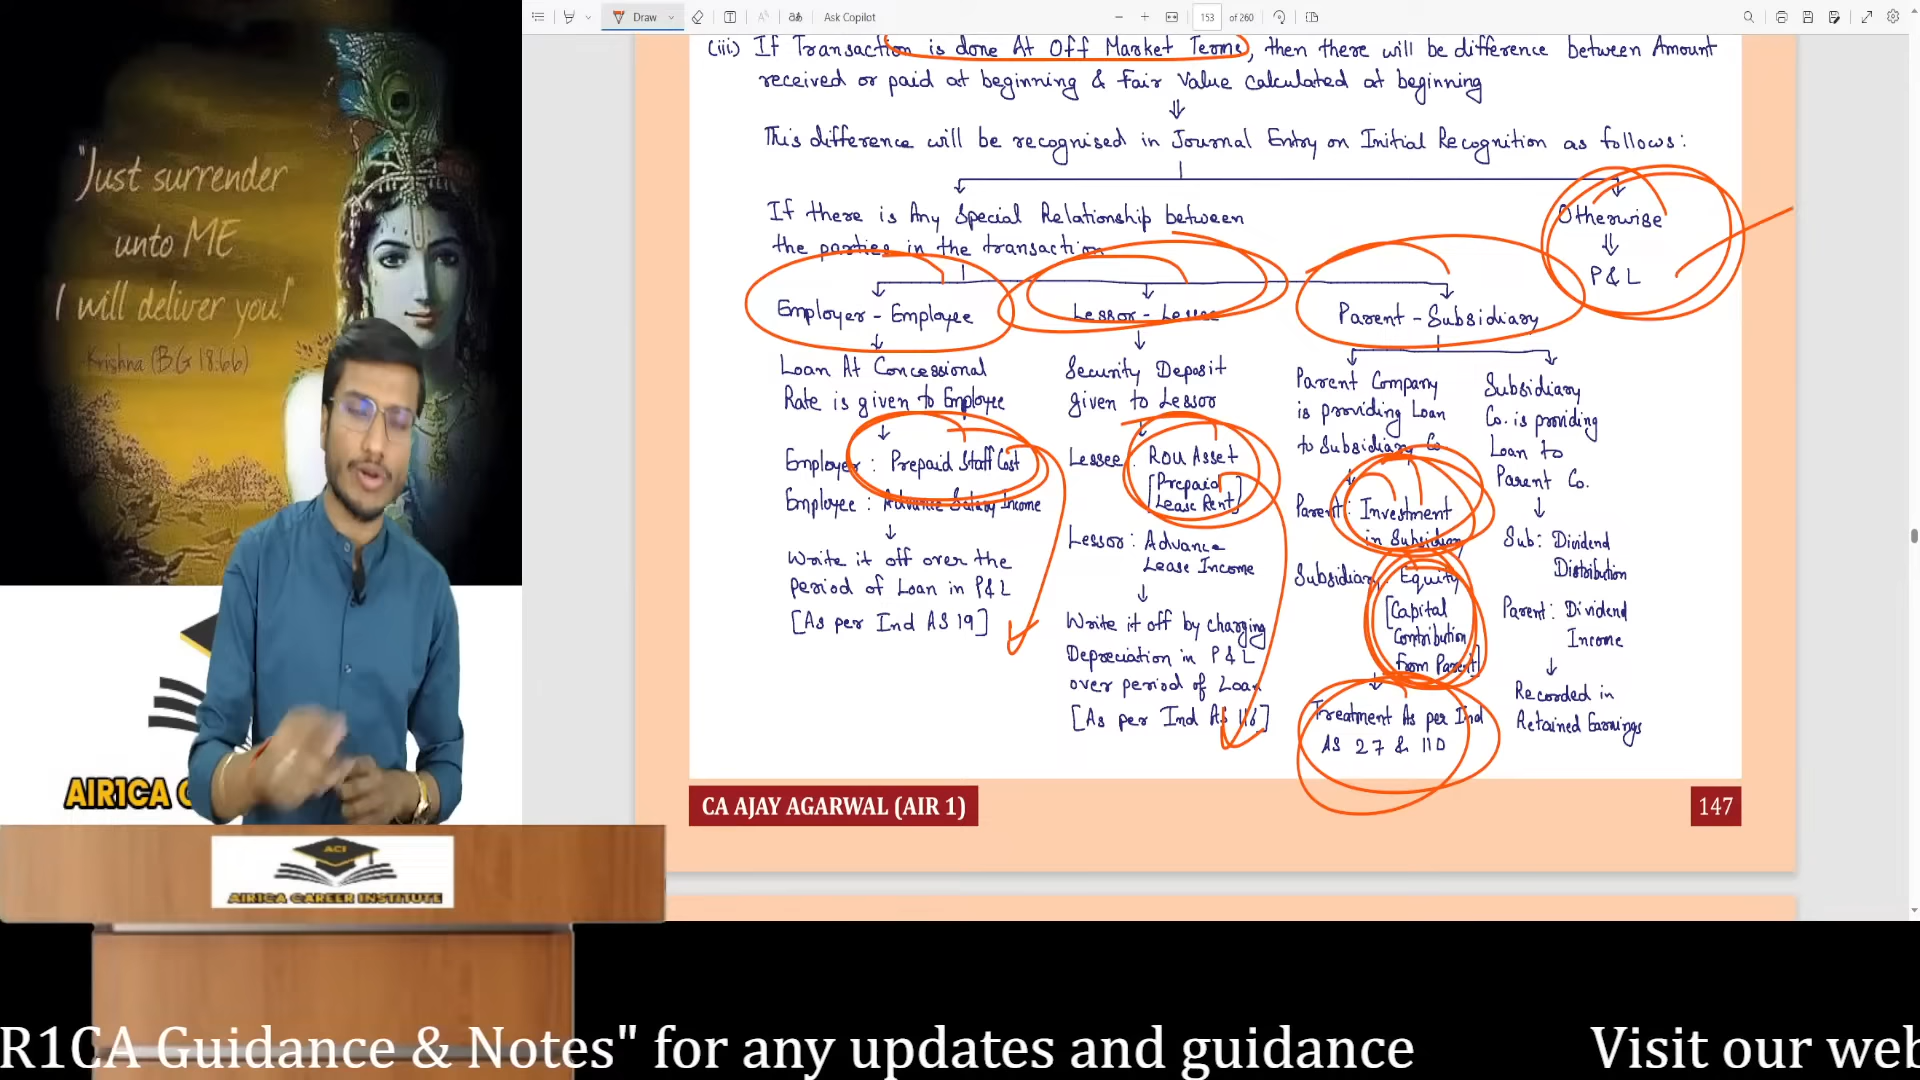 Draw
Ask Copilot
153 of 260
(iii) If Transaction is done At Off Market Terms, then there will be difference between Amount
received or paid at beginning & Fair Value calculated at beginning
This difference will be recognised in Journal Entry on Initial Recognition as follows:
If there is Any Special Relationship between
the parties in the transaction
Otherwise
P&L
Employer - Employee
Loan At Concessional
Rate is given to Employee
Employer : Prepaid Staff Cost
Employee : Advance Salary Income
Write it off over the
period of Loan in P&L
[As per Ind AS 19]
Lessor - Lessee
Security Deposit
given to Lessor
Lessee : ROU Asset
[Prepaid
Lease Rent]
Lessor : Advance
Lease Income
Write it off by charging
Depreciation in P&L
over period of Loan
[As per Ind AS 116]
Parent - Subsidiary
Parent Company
is providing Loan
to Subsidiary Co
Parent : Investment
in Subsidiary
Subsidiary : Equity
[Capital
Contribution
From Parent]
Treatment As per Ind
AS 27 & 110
Subsidiary
Co. is providing
Loan to
Parent Co.
Sub : Dividend
Distribution
Parent : Dividend
Income
Recorded in
Retained Earnings
CA AJAY AGARWAL (AIR 1)
147
"Just surrender
unto ME
I will deliver you!"
Krishna (B.G 18.66)
AIR1CA C
ACI
AIR1CA CAREER INSTITUTE
R1CA Guidance & Notes" for any updates and guidance
Visit our web